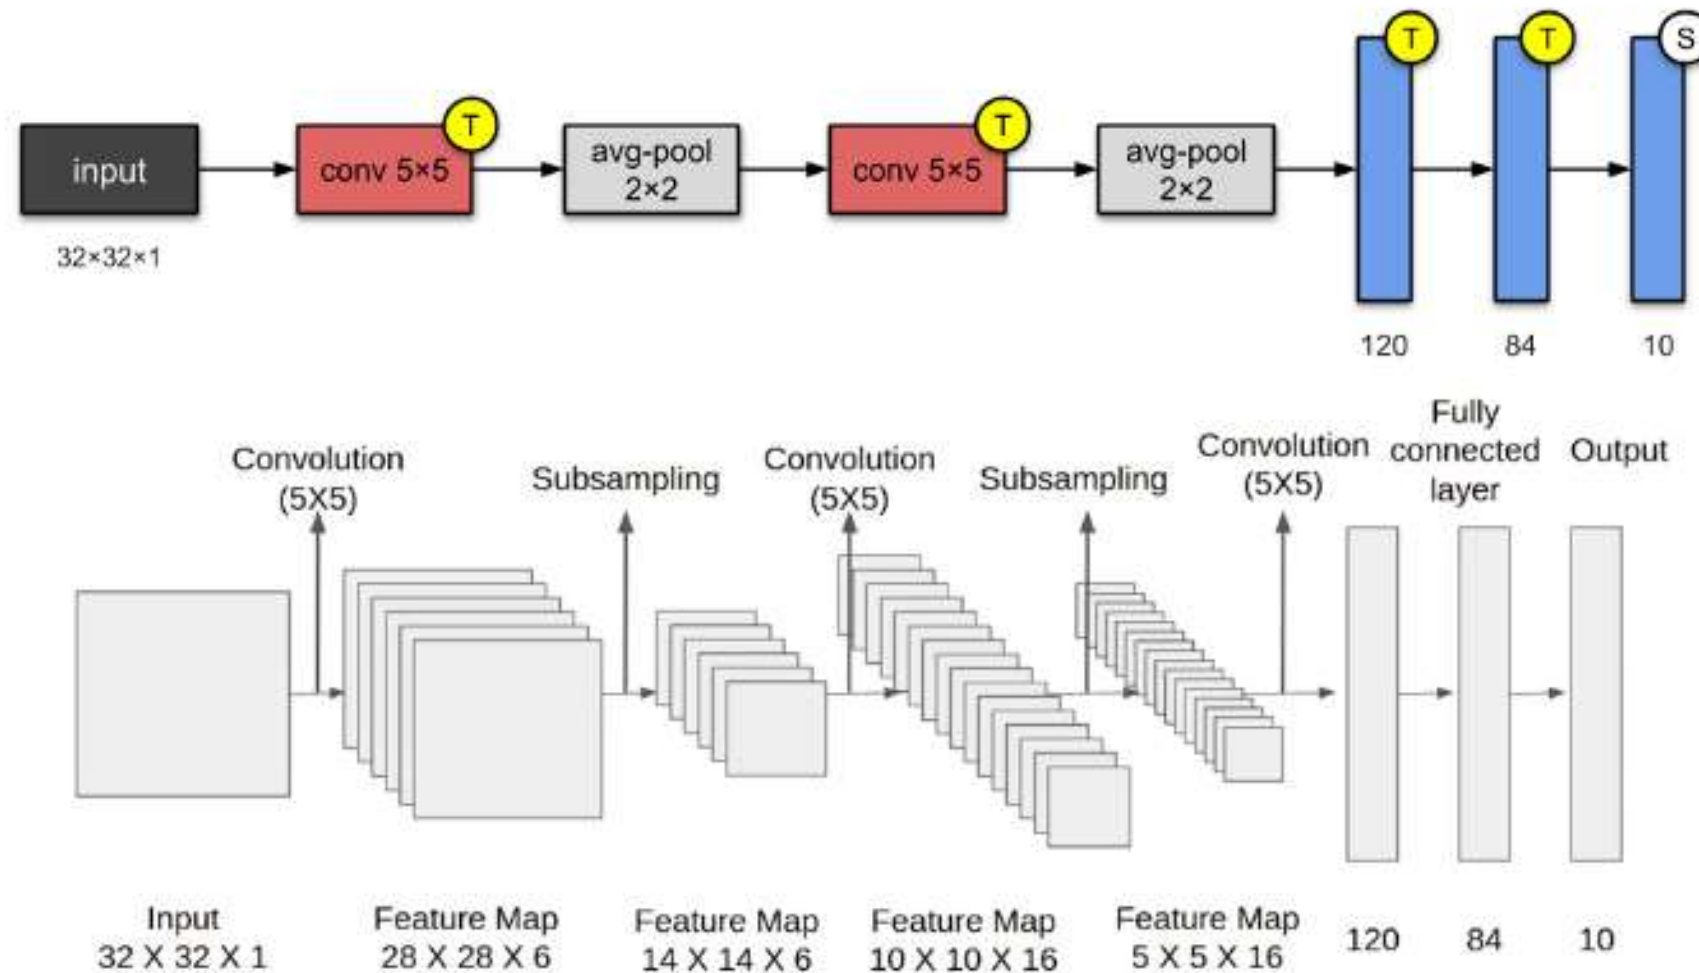 T
T
S
T
T
input
conv 5×5
avg-pool
2×2
conv 5×5
avg-pool
2×2
32×32×1
120
84
10
Convolution
(5X5)
Subsampling
Convolution
(5X5)
Subsampling
Convolution
(5X5)
Fully
connected
layer
Output
Input
32 X 32 X 1
Feature Map
28 X 28 X 6
Feature Map
14 X 14 X 6
Feature Map
10 X 10 X 16
Feature Map
5 X 5 X 16
120
84
10